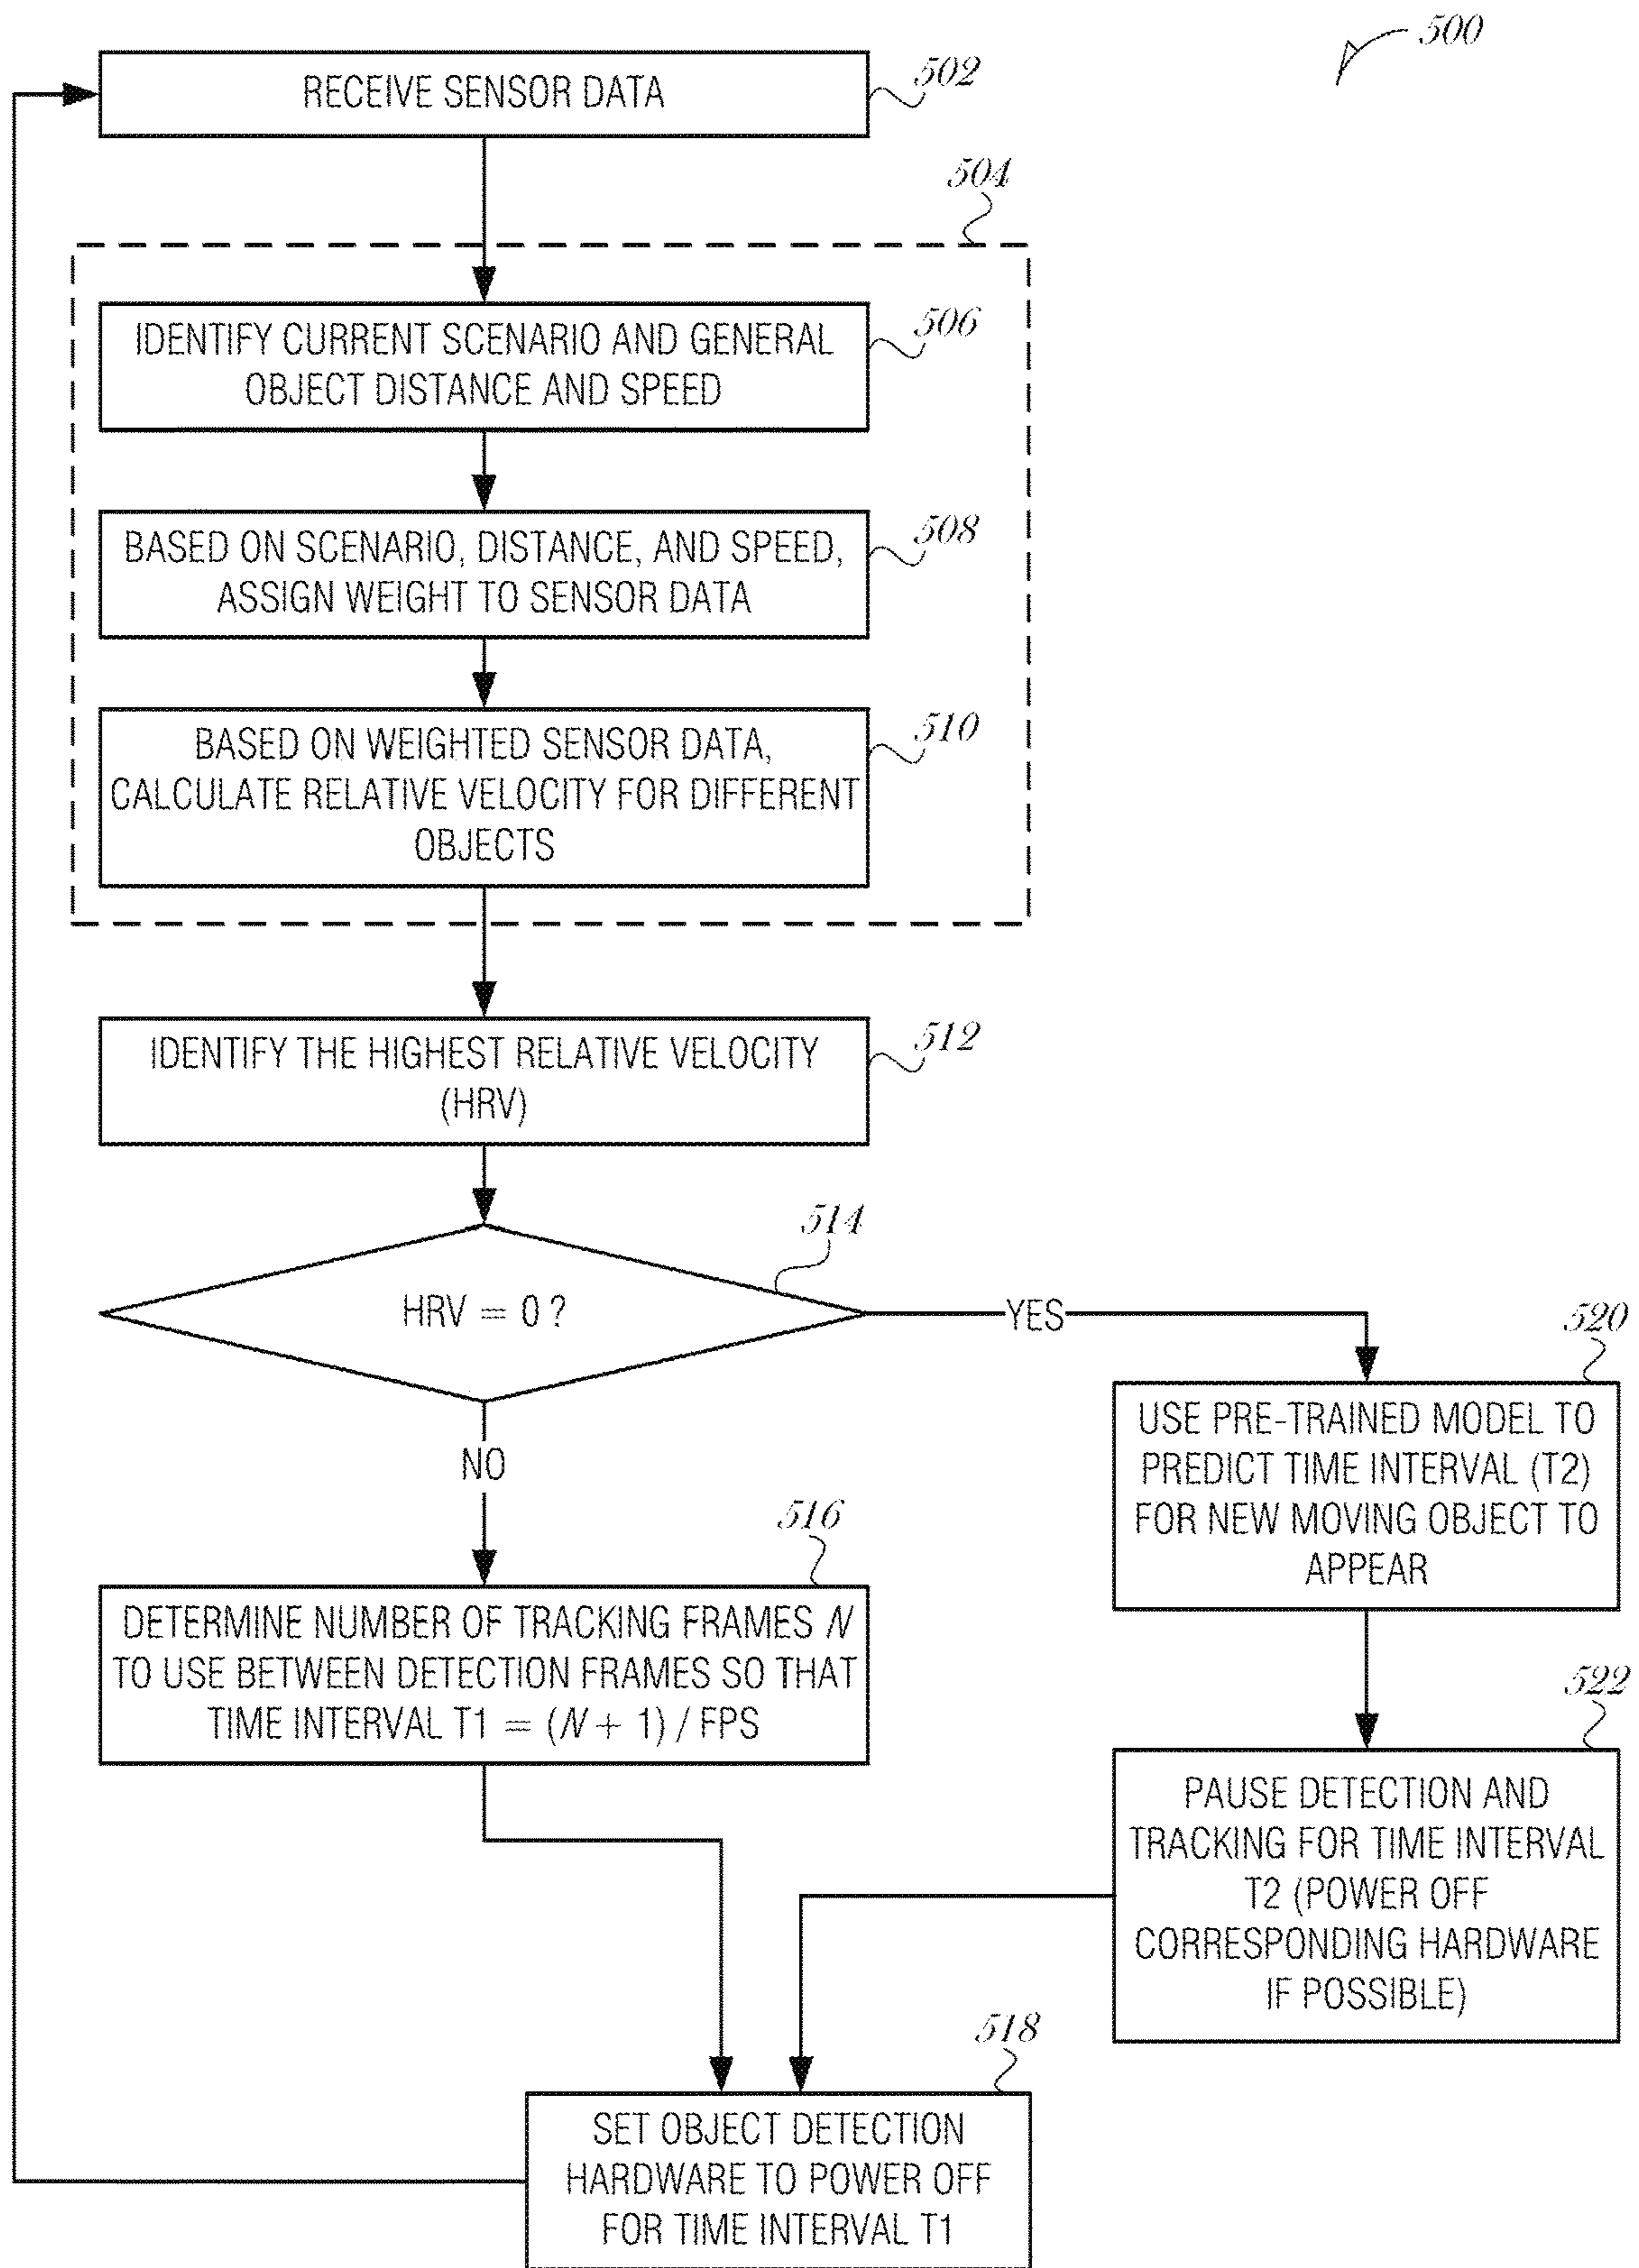 500
RECEIVE SENSOR DATA
502
504
IDENTIFY CURRENT SCENARIO AND GENERAL
OBJECT DISTANCE AND SPEED
506
BASED ON SCENARIO, DISTANCE, AND SPEED,
ASSIGN WEIGHT TO SENSOR DATA
508
BASED ON WEIGHTED SENSOR DATA,
CALCULATE RELATIVE VELOCITY FOR DIFFERENT
OBJECTS
510
IDENTIFY THE HIGHEST RELATIVE VELOCITY
(HRV)
512
514
HRV = 0 ?
YES
NO
520
USE PRE-TRAINED MODEL TO
PREDICT TIME INTERVAL (T2)
FOR NEW MOVING OBJECT TO
APPEAR
516
DETERMINE NUMBER OF TRACKING FRAMES N
TO USE BETWEEN DETECTION FRAMES SO THAT
TIME INTERVAL T1 = (N + 1) / FPS
522
PAUSE DETECTION AND
TRACKING FOR TIME INTERVAL
T2 (POWER OFF
CORRESPONDING HARDWARE
IF POSSIBLE)
518
SET OBJECT DETECTION
HARDWARE TO POWER OFF
FOR TIME INTERVAL T1